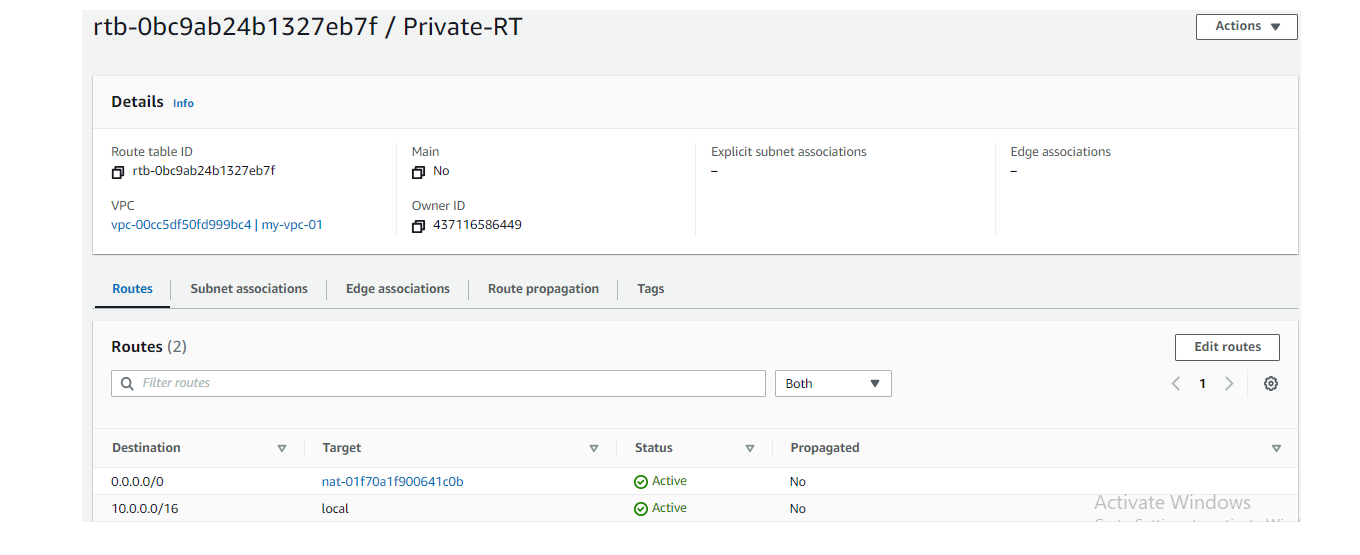 rtb-0bc9ab24b1327eb7f / Private-RT
Actions
Details Info
Route table ID
rtb-0bc9ab24b1327eb7f
Main
No
Explicit subnet associations
–
Edge associations
–
VPC
vpc-00cc5df50fd999bc4 | my-vpc-01
Owner ID
437116586449
Routes
Subnet associations
Edge associations
Route propagation
Tags
Routes (2)
Edit routes
Filter routes
Both
1
Destination Target Status Propagated
0.0.0.0/0 nat-01f70a1f900641c0b Active No
10.0.0.0/16 local Active No
Activate Windows